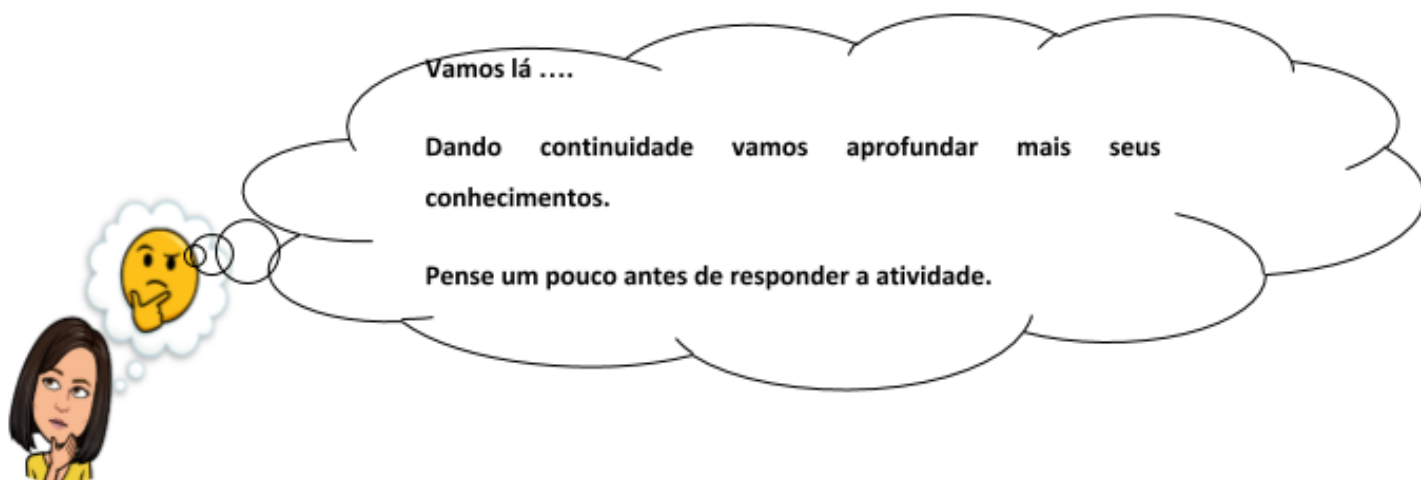 Vamos lá ....
Dando continuidade vamos aprofundar mais seus
conhecimentos.
Pense um pouco antes de responder a atividade.